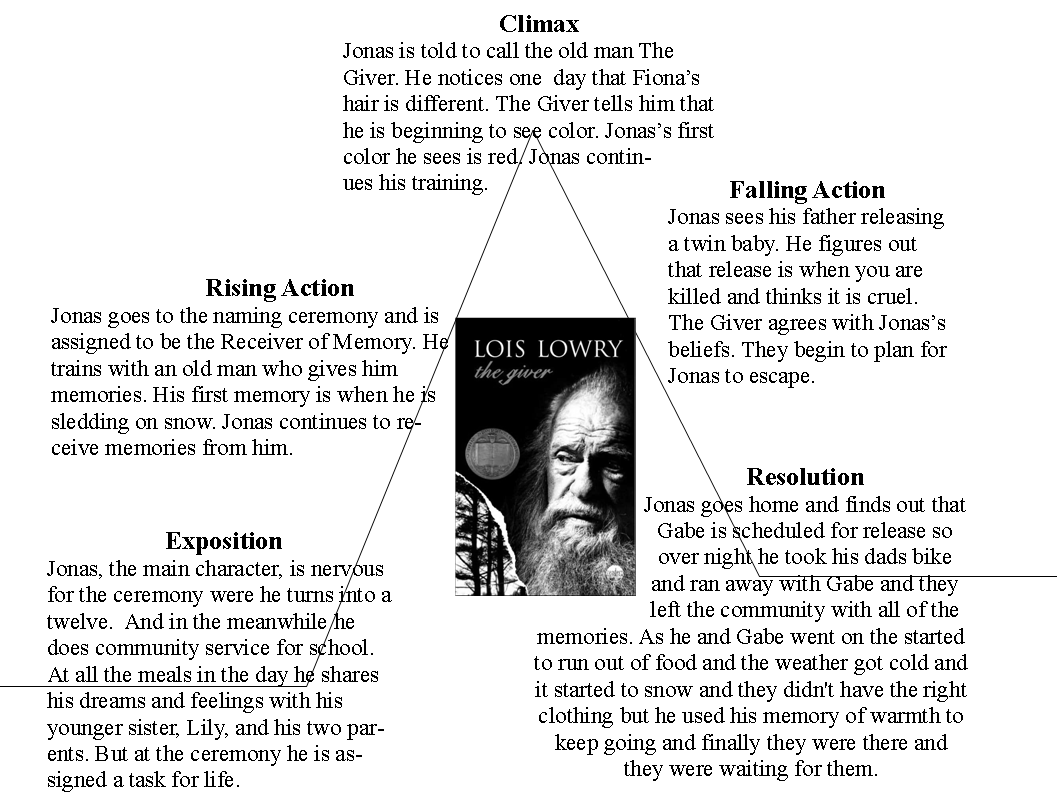 Climax
Jonas is told to call the old man The
Giver. He notices one  day that Fiona’s
hair is different. The Giver tells him that
he is beginning to see color. Jonas’s first
color he sees is red. Jonas contin-
ues his training.
Falling Action
Jonas sees his father releasing
a twin baby. He figures out
that release is when you are
killed and thinks it is cruel.
The Giver agrees with Jonas’s
beliefs. They begin to plan for
Jonas to escape.
Rising Action
Jonas goes to the naming ceremony and is
assigned to be the Receiver of Memory. He
trains with an old man who gives him
memories. His first memory is when he is
sledding on snow. Jonas continues to re-
ceive memories from him.
LOIS LOWRY
the giver
Resolution
Jonas goes home and finds out that
Gabe is scheduled for release so
over night he took his dads bike
and ran away with Gabe and they
left the community with all of the
memories. As he and Gabe went on the started
to run out of food and the weather got cold and
it started to snow and they didn't have the right
clothing but he used his memory of warmth to
keep going and finally they were there and
they were waiting for them.
Exposition
Jonas, the main character, is nervous
for the ceremony were he turns into a
twelve.  And in the meanwhile he
does community service for school.
At all the meals in the day he shares
his dreams and feelings with his
younger sister, Lily, and his two par-
ents. But at the ceremony he is as-
signed a task for life.